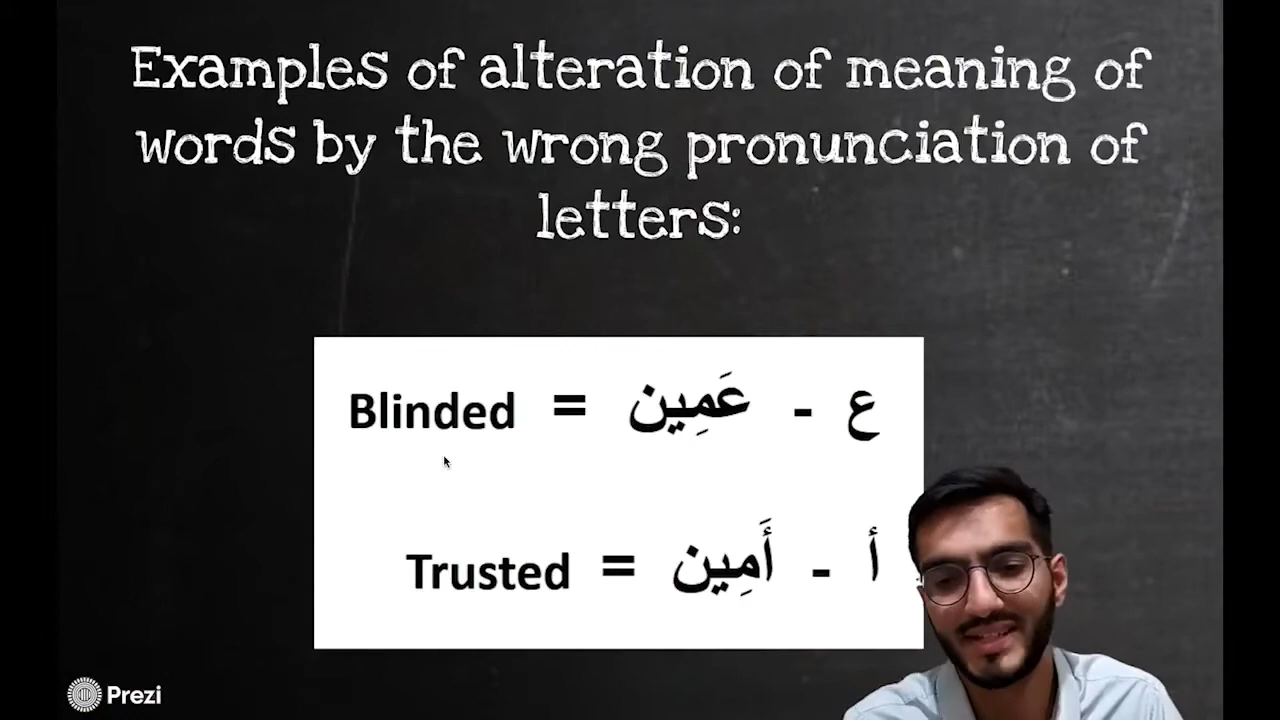 Examples of alteration of meaning of
words by the wrong pronunciation of
letters:
Blinded = عَمِين - ع
Trusted = أَمِين - أ
Prezi